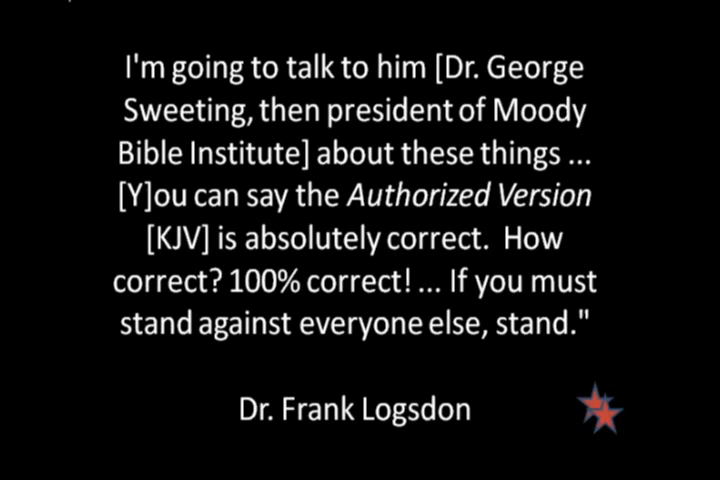 I'm going to talk to him [Dr. George
Sweeting, then president of Moody
Bible Institute] about these things ...
[Y]ou can say the Authorized Version
[KJV] is absolutely correct.  How
correct? 100% correct! ... If you must
stand against everyone else, stand."
Dr. Frank Logsdon